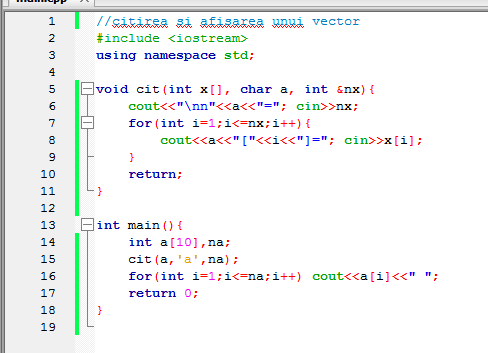 1 //citirea si afisarea unui vector
2 #include <iostream>
3 using namespace std;
4
5 void cit(int x[], char a, int &nx){
6 cout<<"\nn"<<a<<"="; cin>>nx;
7 for(int i=1;i<=nx;i++){
8 cout<<a<<"["<<i<<"]="; cin>>x[i];
9 }
10 return;
11 }
12
13 int main(){
14 int a[10],na;
15 cit(a,'a',na);
16 for(int i=1;i<=na;i++) cout<<a[i]<<" ";
17 return 0;
18 }
19